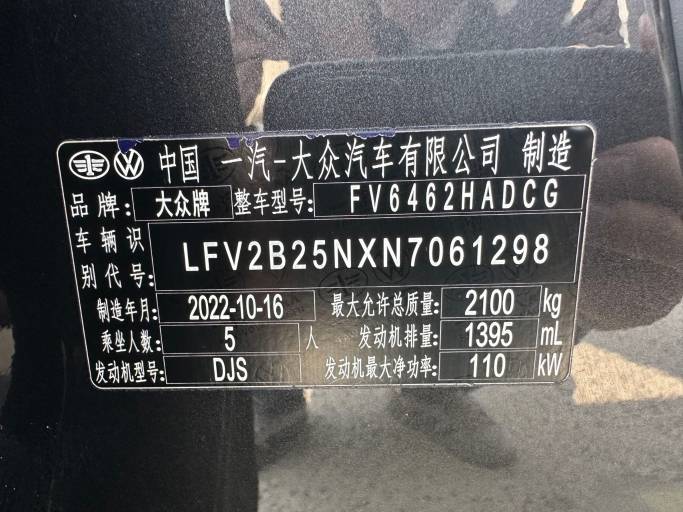 中国 一汽-大众汽车有限公司 制造
品牌: 大众牌 整车型号: FV6462HADCG
车辆识
别代号: LFV2B25NXN7061298
制造年月: 2022-10-16 最大允许总质量: 2100 kg
乘坐人数: 5 人 发动机排量: 1395 mL
发动机型号: DJS 发动机最大净功率: 110 kW